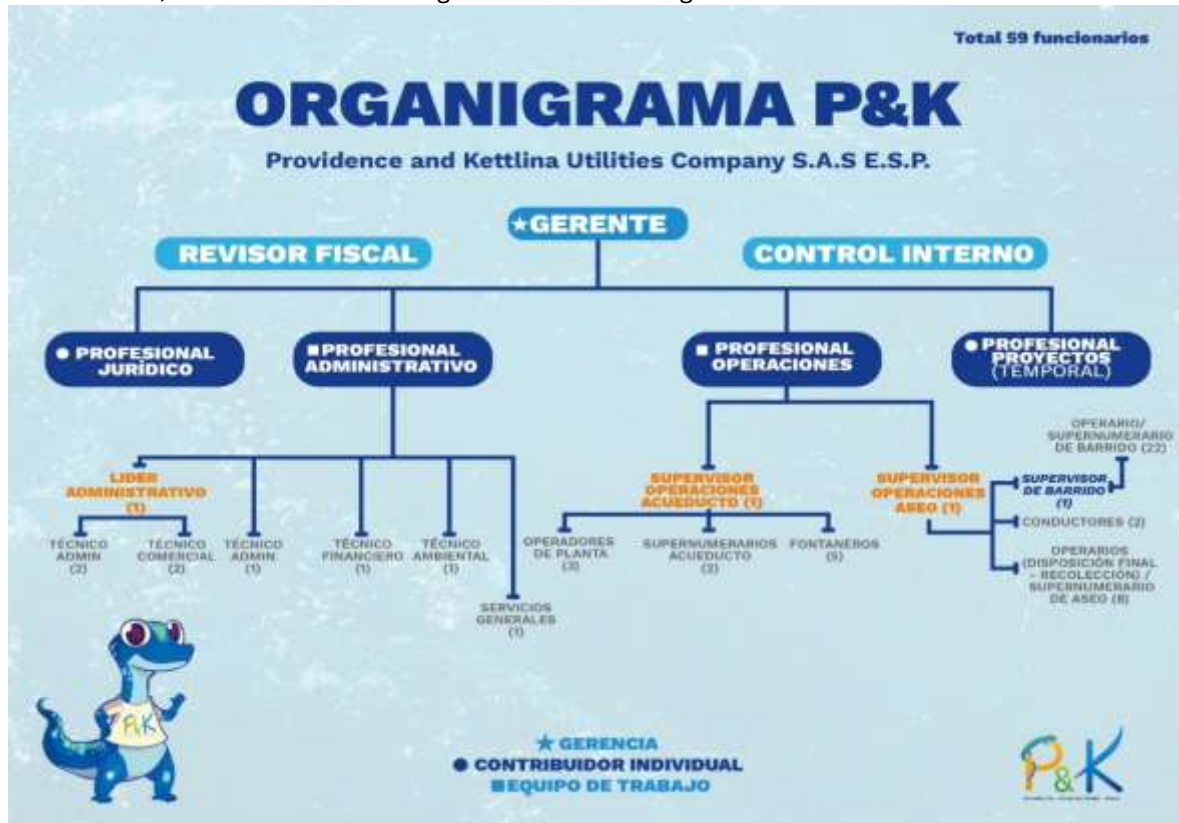 Total 59 funcionarios
ORGANIGRAMA P&K
Providence and Kettlina Utilities Company S.A.S E.S.P.
★GERENTE
REVISOR FISCAL
CONTROL INTERNO
● PROFESIONAL
JURÍDICO
■PROFESIONAL
ADMINISTRATIVO
■ PROFESIONAL
OPERACIONES
● PROFESIONAL
PROYECTOS
(TEMPORAL)
LIDER
ADMINISTRATIVO
(1)
TÉCNICO
ADMIN
(2)
TÉCNICO
COMERCIAL
(2)
TÉCNICO
ADMIN
(1)
TÉCNICO
FINANCIERO
(1)
TÉCNICO
AMBIENTAL
(1)
SERVICIOS
GENERALES
(1)
SUPERVISOR
OPERACIONES
ACUEDUCTO (1)
OPERADORES
DE PLANTA
(3)
SUPERNUMERARIOS
ACUEDUCTO
(2)
FONTANEROS
(5)
SUPERVISOR
OPERACIONES
ASEO (1)
OPERARIO/
SUPERNUMERARIO
DE BARRIDO (22)
SUPERVISOR
DE BARRIDO
(1)
CONDUCTORES (2)
OPERARIOS
(DISPOSICIÓN FINAL
- RECOLECCIÓN) /
SUPERNUMERARIO
DE ASEO (8)
P&K
★ GERENCIA
● CONTRIBUIDOR INDIVIDUAL
■EQUIPO DE TRABAJO
P&K